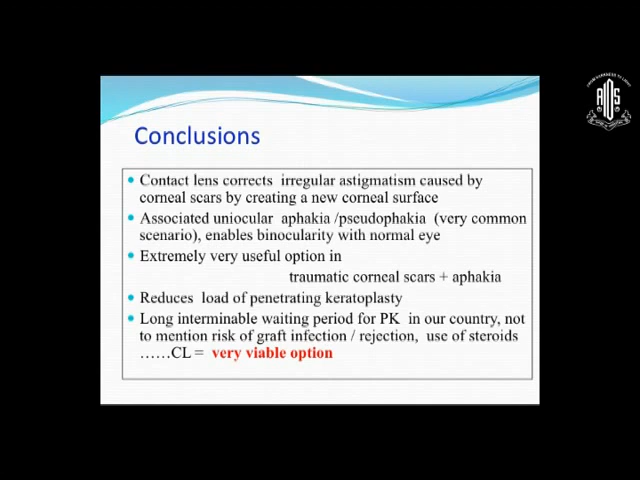 Conclusions
• Contact lens corrects irregular astigmatism caused by
corneal scars by creating a new corneal surface
• Associated uniocular aphakia /pseudophakia (very common
scenario), enables binocularity with normal eye
• Extremely very useful option in
traumatic corneal scars + aphakia
• Reduces load of penetrating keratoplasty
• Long interminable waiting period for PK in our country, not
to mention risk of graft infection / rejection, use of steroids
……CL = very viable option
AIOS